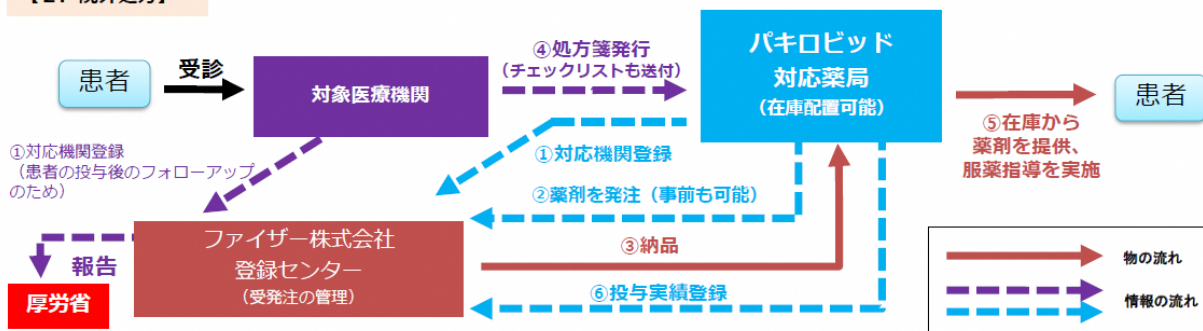 【2：院外処方】
患者
受診
対象医療機関
④処方箋発行
（チェックリストも送付）
パキロビッド
対応薬局
（在庫配置可能）
患者
⑤在庫から
薬剤を提供、
服薬指導を実施
①対応機関登録
（患者の投与後のフォローアップ
のため）
①対応機関登録
②薬剤を発注（事前も可能）
ファイザー株式会社
登録センター
（受発注の管理）
③納品
⑥投与実績登録
報告
厚労省
物の流れ
情報の流れ